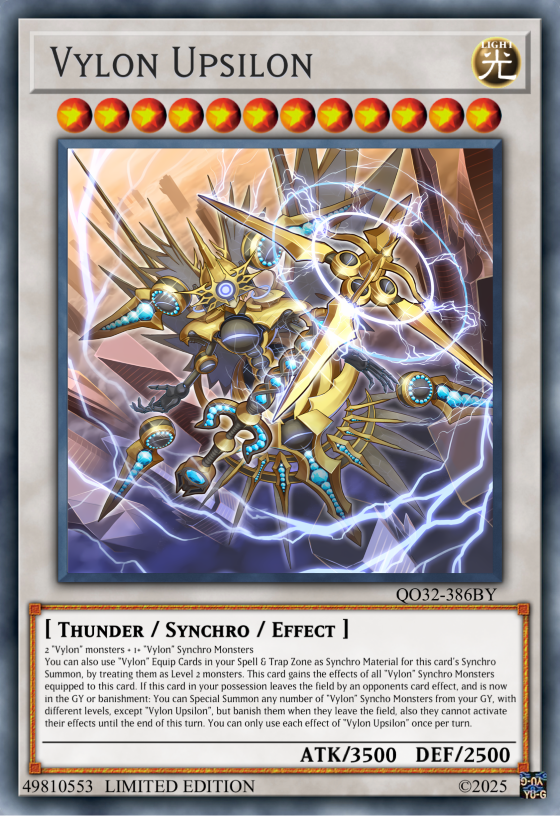 VYLON UPSILON
LIGHT
光
QO32-386BY
[ THUNDER / SYNCHRO / EFFECT ]
2 "Vylon" monsters + 1+ "Vylon" Synchro Monsters
You can also use "Vylon" Equip Cards in your Spell & Trap Zone as Synchro Material for this card's Synchro
Summon, by treating them as Level 2 monsters. This card gains the effects of all "Vylon" Synchro Monsters
equipped to this card. If this card in your possession leaves the field by an opponents card effect, and is now
in the GY or banishment: You can Special Summon any number of "Vylon" Syncho Monsters from your GY, with
different levels, except "Vylon Upsilon", but banish them when they leave the field, also they cannot activate
their effects until the end of this turn. You can only use each effect of "Vylon Upsilon" once per turn.
ATK/3500 DEF/2500
49810553 LIMITED EDITION ©2025
YU-G